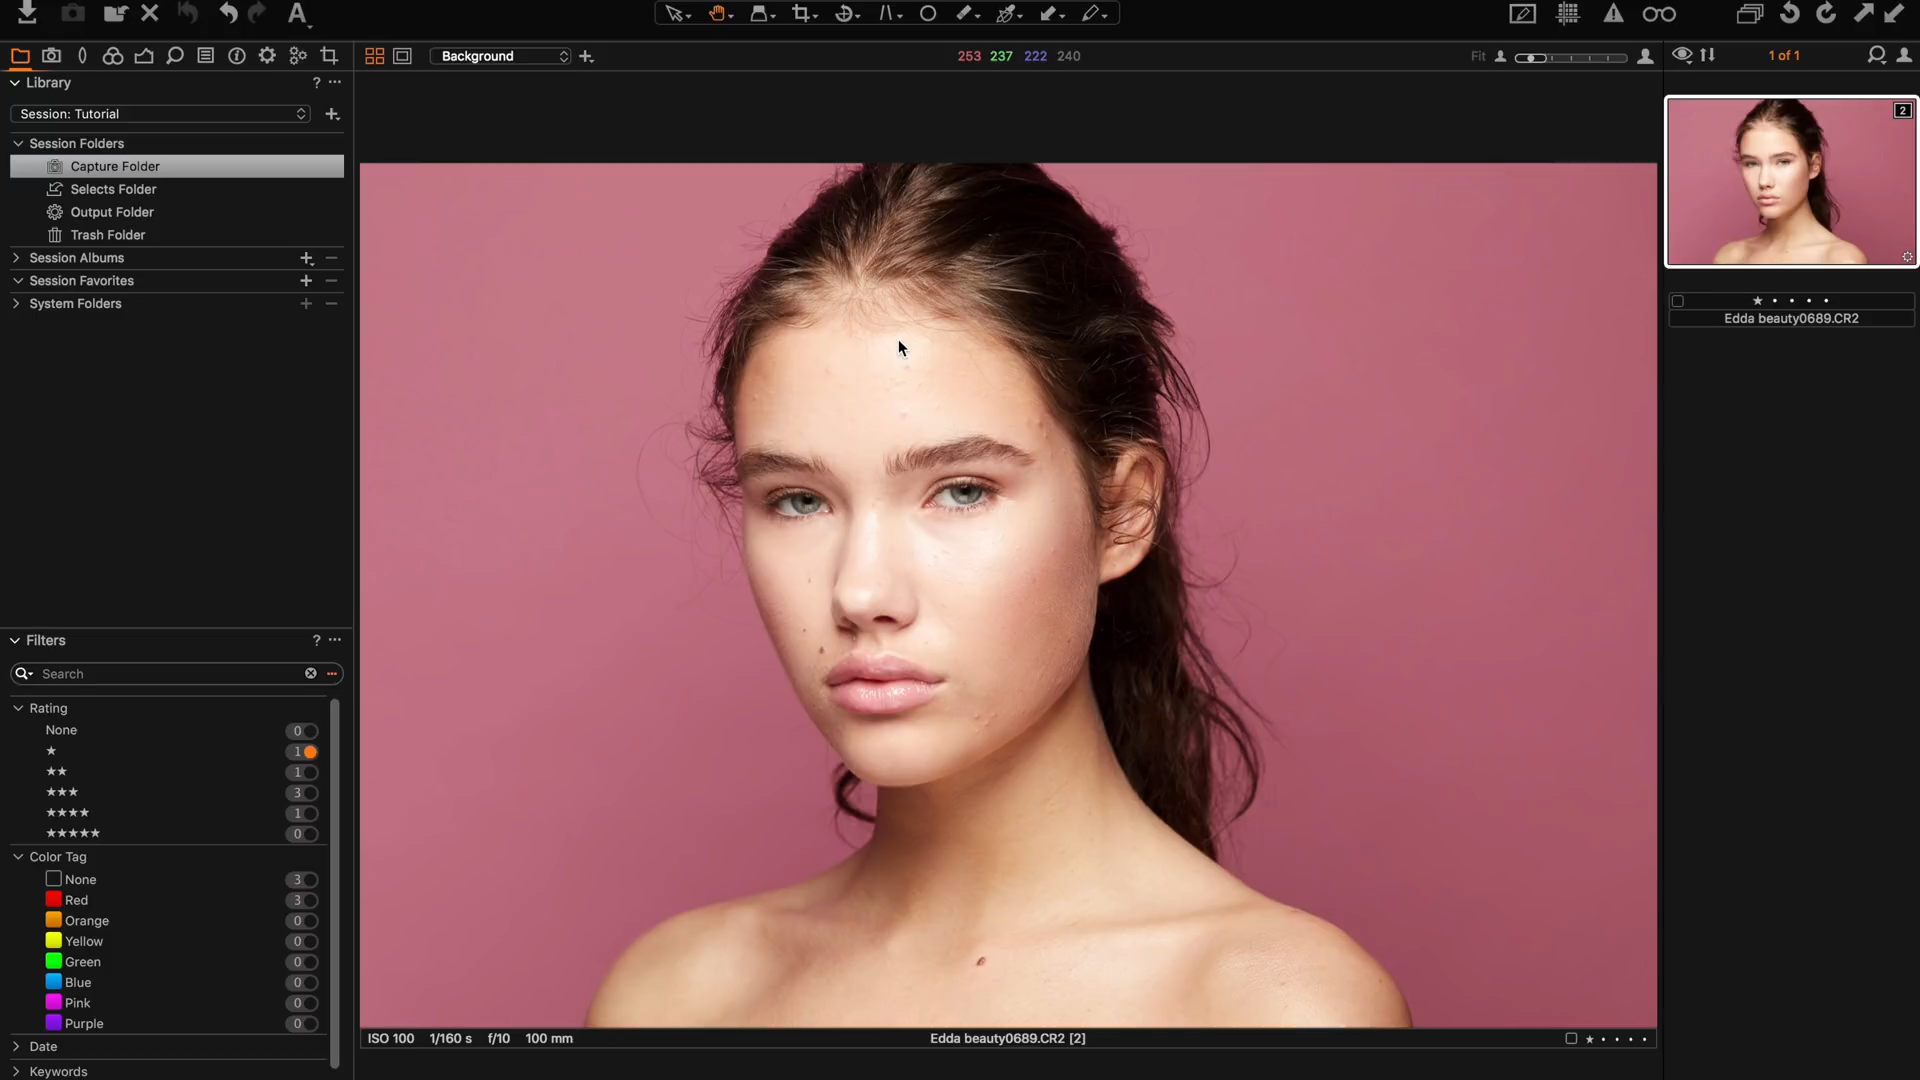 A
Background
253 237 222 240
Fit
1 of 1
Library
? ...
Session: Tutorial
Session Folders
Capture Folder
Selects Folder
Output Folder
Trash Folder
Session Albums
Session Favorites
System Folders
2
Edda beauty0689.CR2
Filters
? ...
Search
Rating
None 0
★ 1
★★ 1
★★★ 3
★★★★ 1
★★★★★ 0
Color Tag
None 3
Red 3
Orange 0
Yellow 0
Green 0
Blue 0
Pink 0
Purple 0
Date
Keywords
ISO 100 1/160 s f/10 100 mm
Edda beauty0689.CR2 [2]